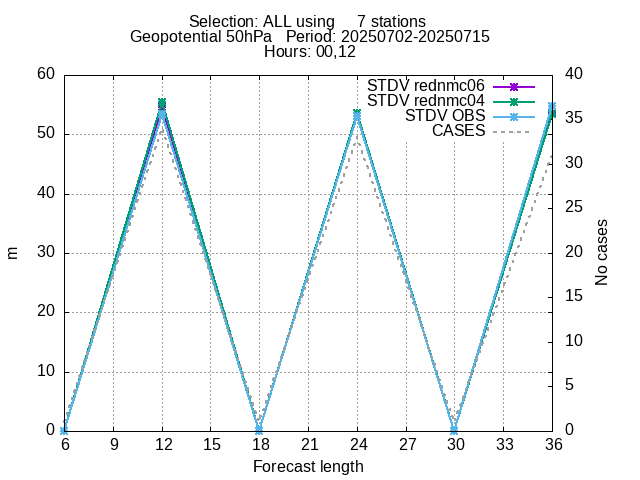 Selection: ALL using     7 stations
Geopotential 50hPa   Period: 20250702-20250715
Hours: 00,12
STDV rednmc06
STDV rednmc04
STDV OBS
CASES
60
50
40
30
20
10
0
m
40
35
30
25
20
15
10
5
0
No cases
6 9 12 15 18 21 24 27 30 33 36
Forecast length